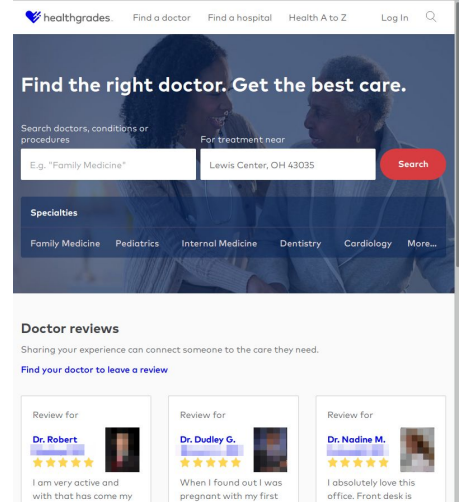 healthgrades. Find a doctor Find a hospital Health A to Z Log In
Find the right doctor. Get the best care.
Search doctors, conditions or
procedures
For treatment near
E.g. "Family Medicine"
Lewis Center, OH 43035
Search
Specialties
Family Medicine Pediatrics Internal Medicine Dentistry Cardiology More...
Doctor reviews
Sharing your experience can connect someone to the care they need.
Find your doctor to leave a review
Review for
Dr. Robert
I am very active and
with that has come my
Review for
Dr. Dudley G.
When I found out I was
pregnant with my first
Review for
Dr. Nadine M.
I absolutely love this
office. Front desk is